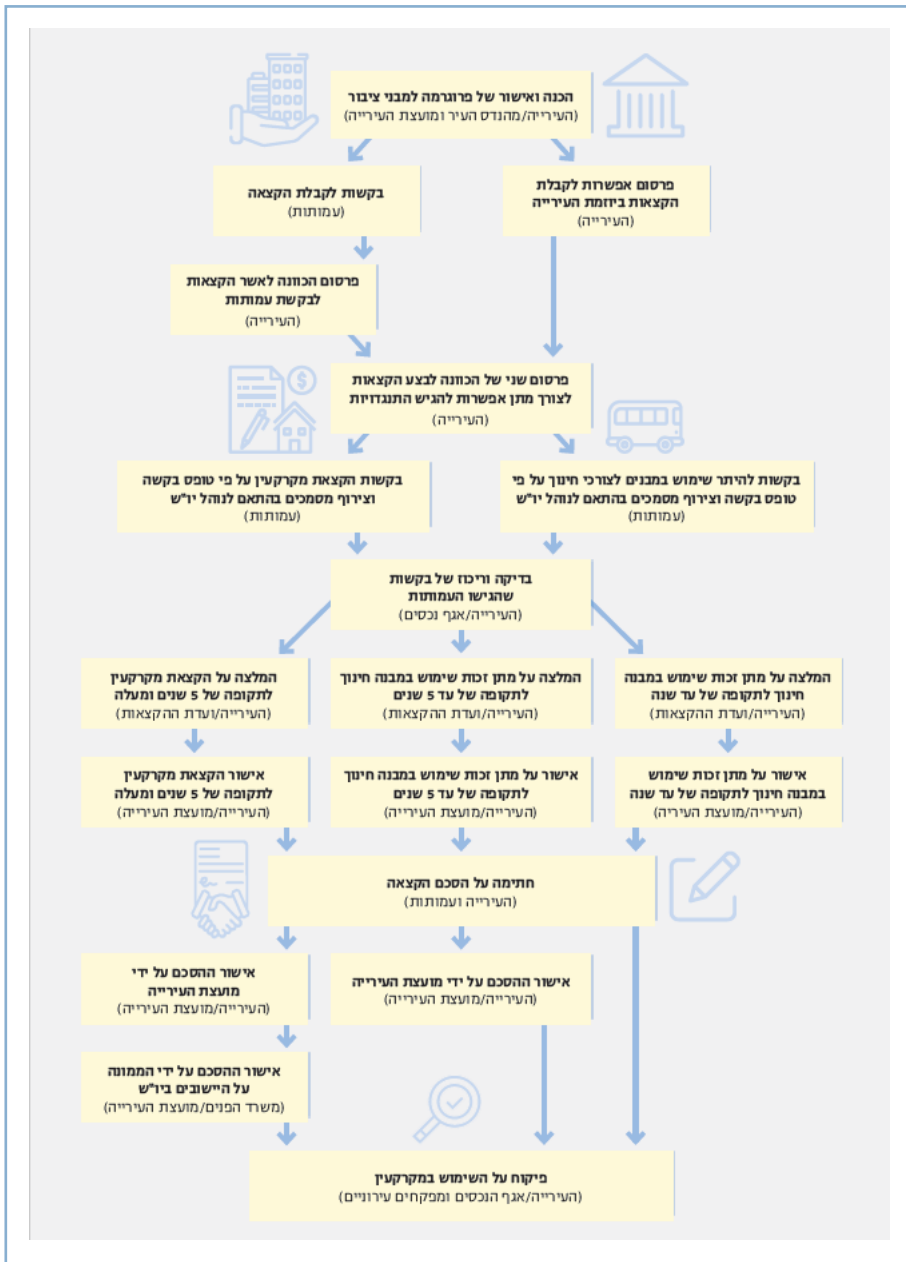 הכנה ואישור של פרוגרמה למבני ציבור
(העירייה/מהנדס העיר ומועצת העירייה)
פרסום אפשרות לקבלת
הקצאות ביוזמת העירייה
(העירייה)
בקשות לקבלת הקצאה
(עמותות)
פרסום הכוונה לאשר הקצאות
לבקשת עמותות
(העירייה)
פרסום שני של הכוונה לבצע הקצאות
לצורך מתן אפשרות להגיש התנגדויות
(העירייה)
$
בקשות להיתר שימוש במבנים לצורכי חינוך על פי
טופס בקשה וצירוף מסמכים בהתאם לנוהל יו"ש
(עמותות)
בקשות הקצאת מקרקעין על פי טופס בקשה
וצירוף מסמכים בהתאם לנוהל יו"ש
(עמותות)
בדיקה וריכוז של בקשות
שהגישו העמותות
(העירייה/אגף נכסים)
המלצה על מתן זכות שימוש במבנה
חינוך לתקופה של עד שנה
(העירייה/ועדת ההקצאות)
המלצה על מתן זכות שימוש במבנה חינוך
לתקופה של עד 5 שנים
(העירייה/ועדת ההקצאות)
המלצה על הקצאת מקרקעין
לתקופה של 5 שנים ומעלה
(העירייה/ועדת ההקצאות)
אישור על מתן זכות שימוש
במבנה חינוך לתקופה של עד שנה
(העירייה/מועצת העיריה)
אישור על מתן זכות שימוש במבנה חינוך
לתקופה של עד 5 שנים
(העירייה/מועצת העירייה)
אישור הקצאת מקרקעין
לתקופה של 5 שנים ומעלה
(העירייה/מועצת העירייה)
חתימה על הסכם הקצאה
(העירייה ועמותות)
אישור ההסכם על ידי מועצת העירייה
(העירייה/מועצת העירייה)
אישור ההסכם על ידי
מועצת העירייה
(העירייה/מועצת העירייה)
אישור ההסכם על ידי הממונה
על היישובים ביו"ש
(משרד הפנים/מועצת העירייה)
פיקוח על השימוש במקרקעין
(העירייה/אגף הנכסים ומפקחים עירוניים)